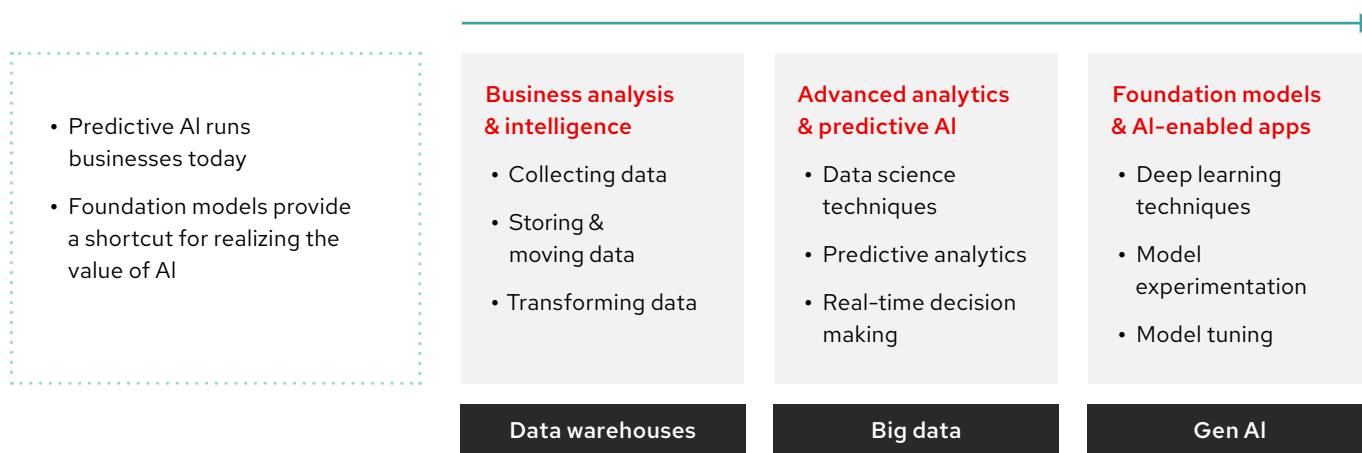 • Predictive AI runs
businesses today
• Foundation models provide
a shortcut for realizing the
value of AI
Business analysis
& intelligence
• Collecting data
• Storing &
moving data
• Transforming data
Data warehouses
Advanced analytics
& predictive AI
• Data science
techniques
• Predictive analytics
• Real-time decision
making
Big data
Foundation models
& AI-enabled apps
• Deep learning
techniques
• Model
experimentation
• Model tuning
Gen AI